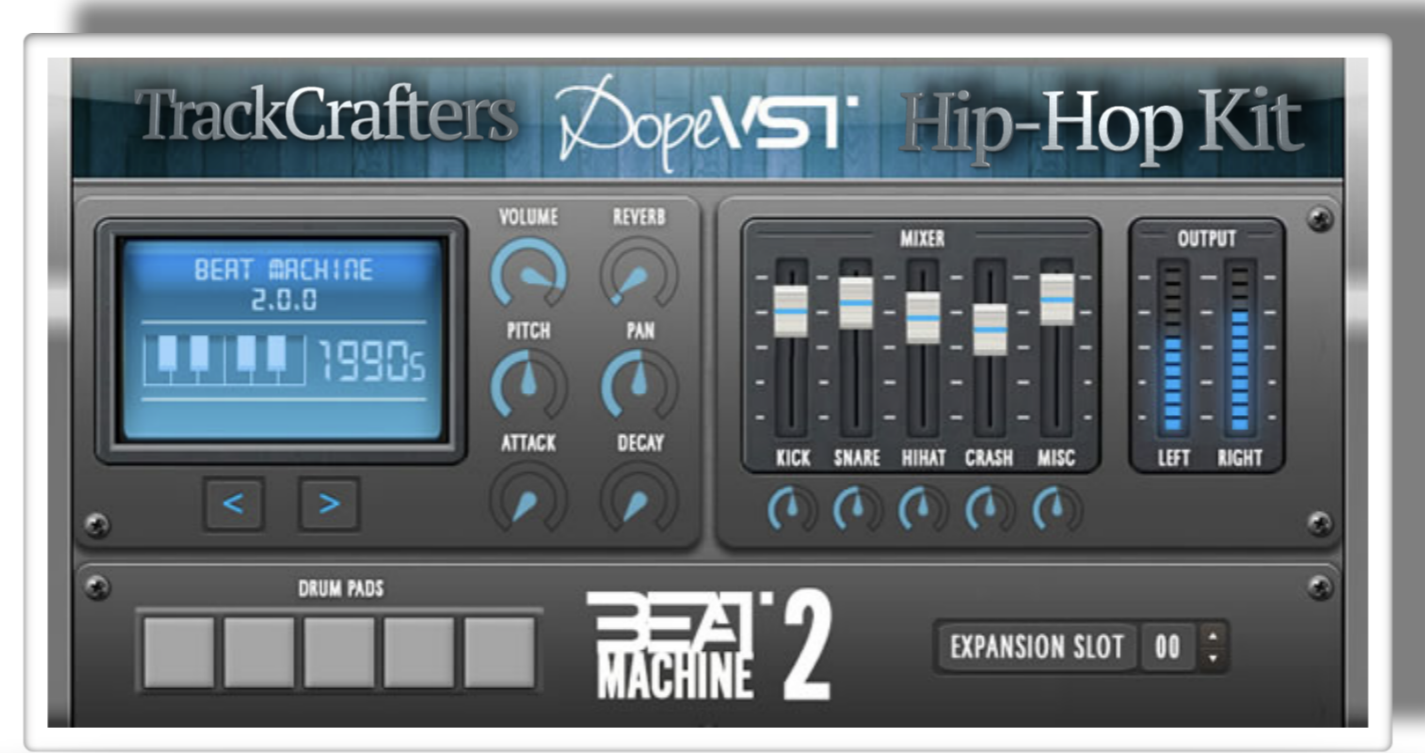 TrackCrafters DopeVST Hip-Hop Kit
BEAT MACHINE
2.0.0
1990s
< >
VOLUME REVERB
PITCH PAN
ATTACK DECAY
MIXER
KICK SNARE HIHAT CRASH MISC
OUTPUT
LEFT RIGHT
DRUM PADS
BEAT
MACHINE 2
EXPANSION SLOT 00